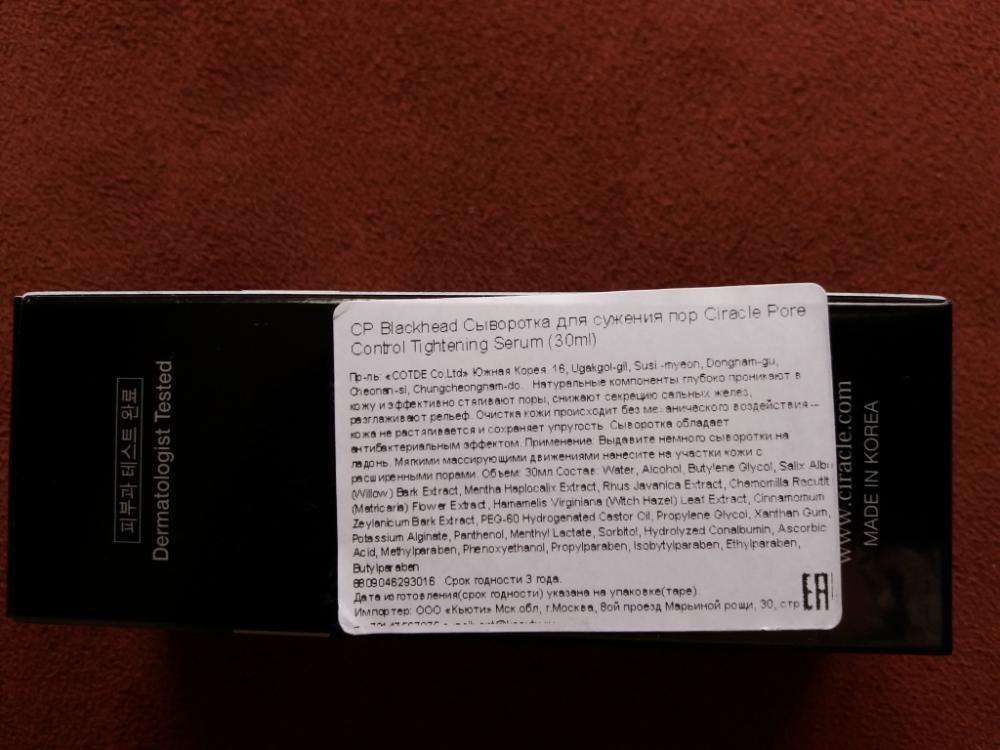 피부과 테스트 완료
Dermatologist Tested
CP Blackhead Сыворотка для сужения пор Ciracle Pore
Control Tightening Serum (30ml)
Пр-ль: «COTDE Co.Ltd» Южная Корея 16, Ugakgol-gil, Susi -myeon, Dongnam-gu,
Cheonan-si, Chungcheongnam-do. Натуральные компоненты глубоко проникают в
кожу и эффективно стягивают поры, снижают секрецию сальных желез,
разглаживают рельеф. Очистка кожи происходит без механического воздействия –
кожа не растягивается и сохраняет упругость. Сыворотка обладает
антибактериальным эффектом. Применение: Выдавите немного сыворотки на
ладонь. Мягкими массирующими движениями нанесите на участки кожи с
расширенными порами. Объем: 30мл Состав: Water, Alcohol, Butylene Glycol, Salix Alb
(Willow) Bark Extract, Mentha Haplocalix Extract, Rhus Javanica Extract, Chamomilla Recutit
(Matricaria) Flower Extract, Hamamelis Virginiana (Witch Hazel) Leaf Extract, Cinnamomum
Zeylanicum Bark Extract, PEG-60 Hydrogenated Castor Oil, Propylene Glycol, Xanthan Gum,
Potassium Alginate, Panthenol, Menthyl Lactate, Sorbitol, Hydrolyzed Conalbumin, Ascorbic
Acid, Methylparaben, Phenoxyethanol, Propylparaben, Isobytylparaben, Ethylparaben,
Butylparaben
8809046293016 Срок годности 3 года.
Дата изготовления(срок годности) указана на упаковке(таре)
Импортер: ООО «Кьюти» Мск.обл, г.Москва, 8ой проезд Марьиной рощи, 30, стр
EAC
www.ciracle.com
MADE IN KOREA